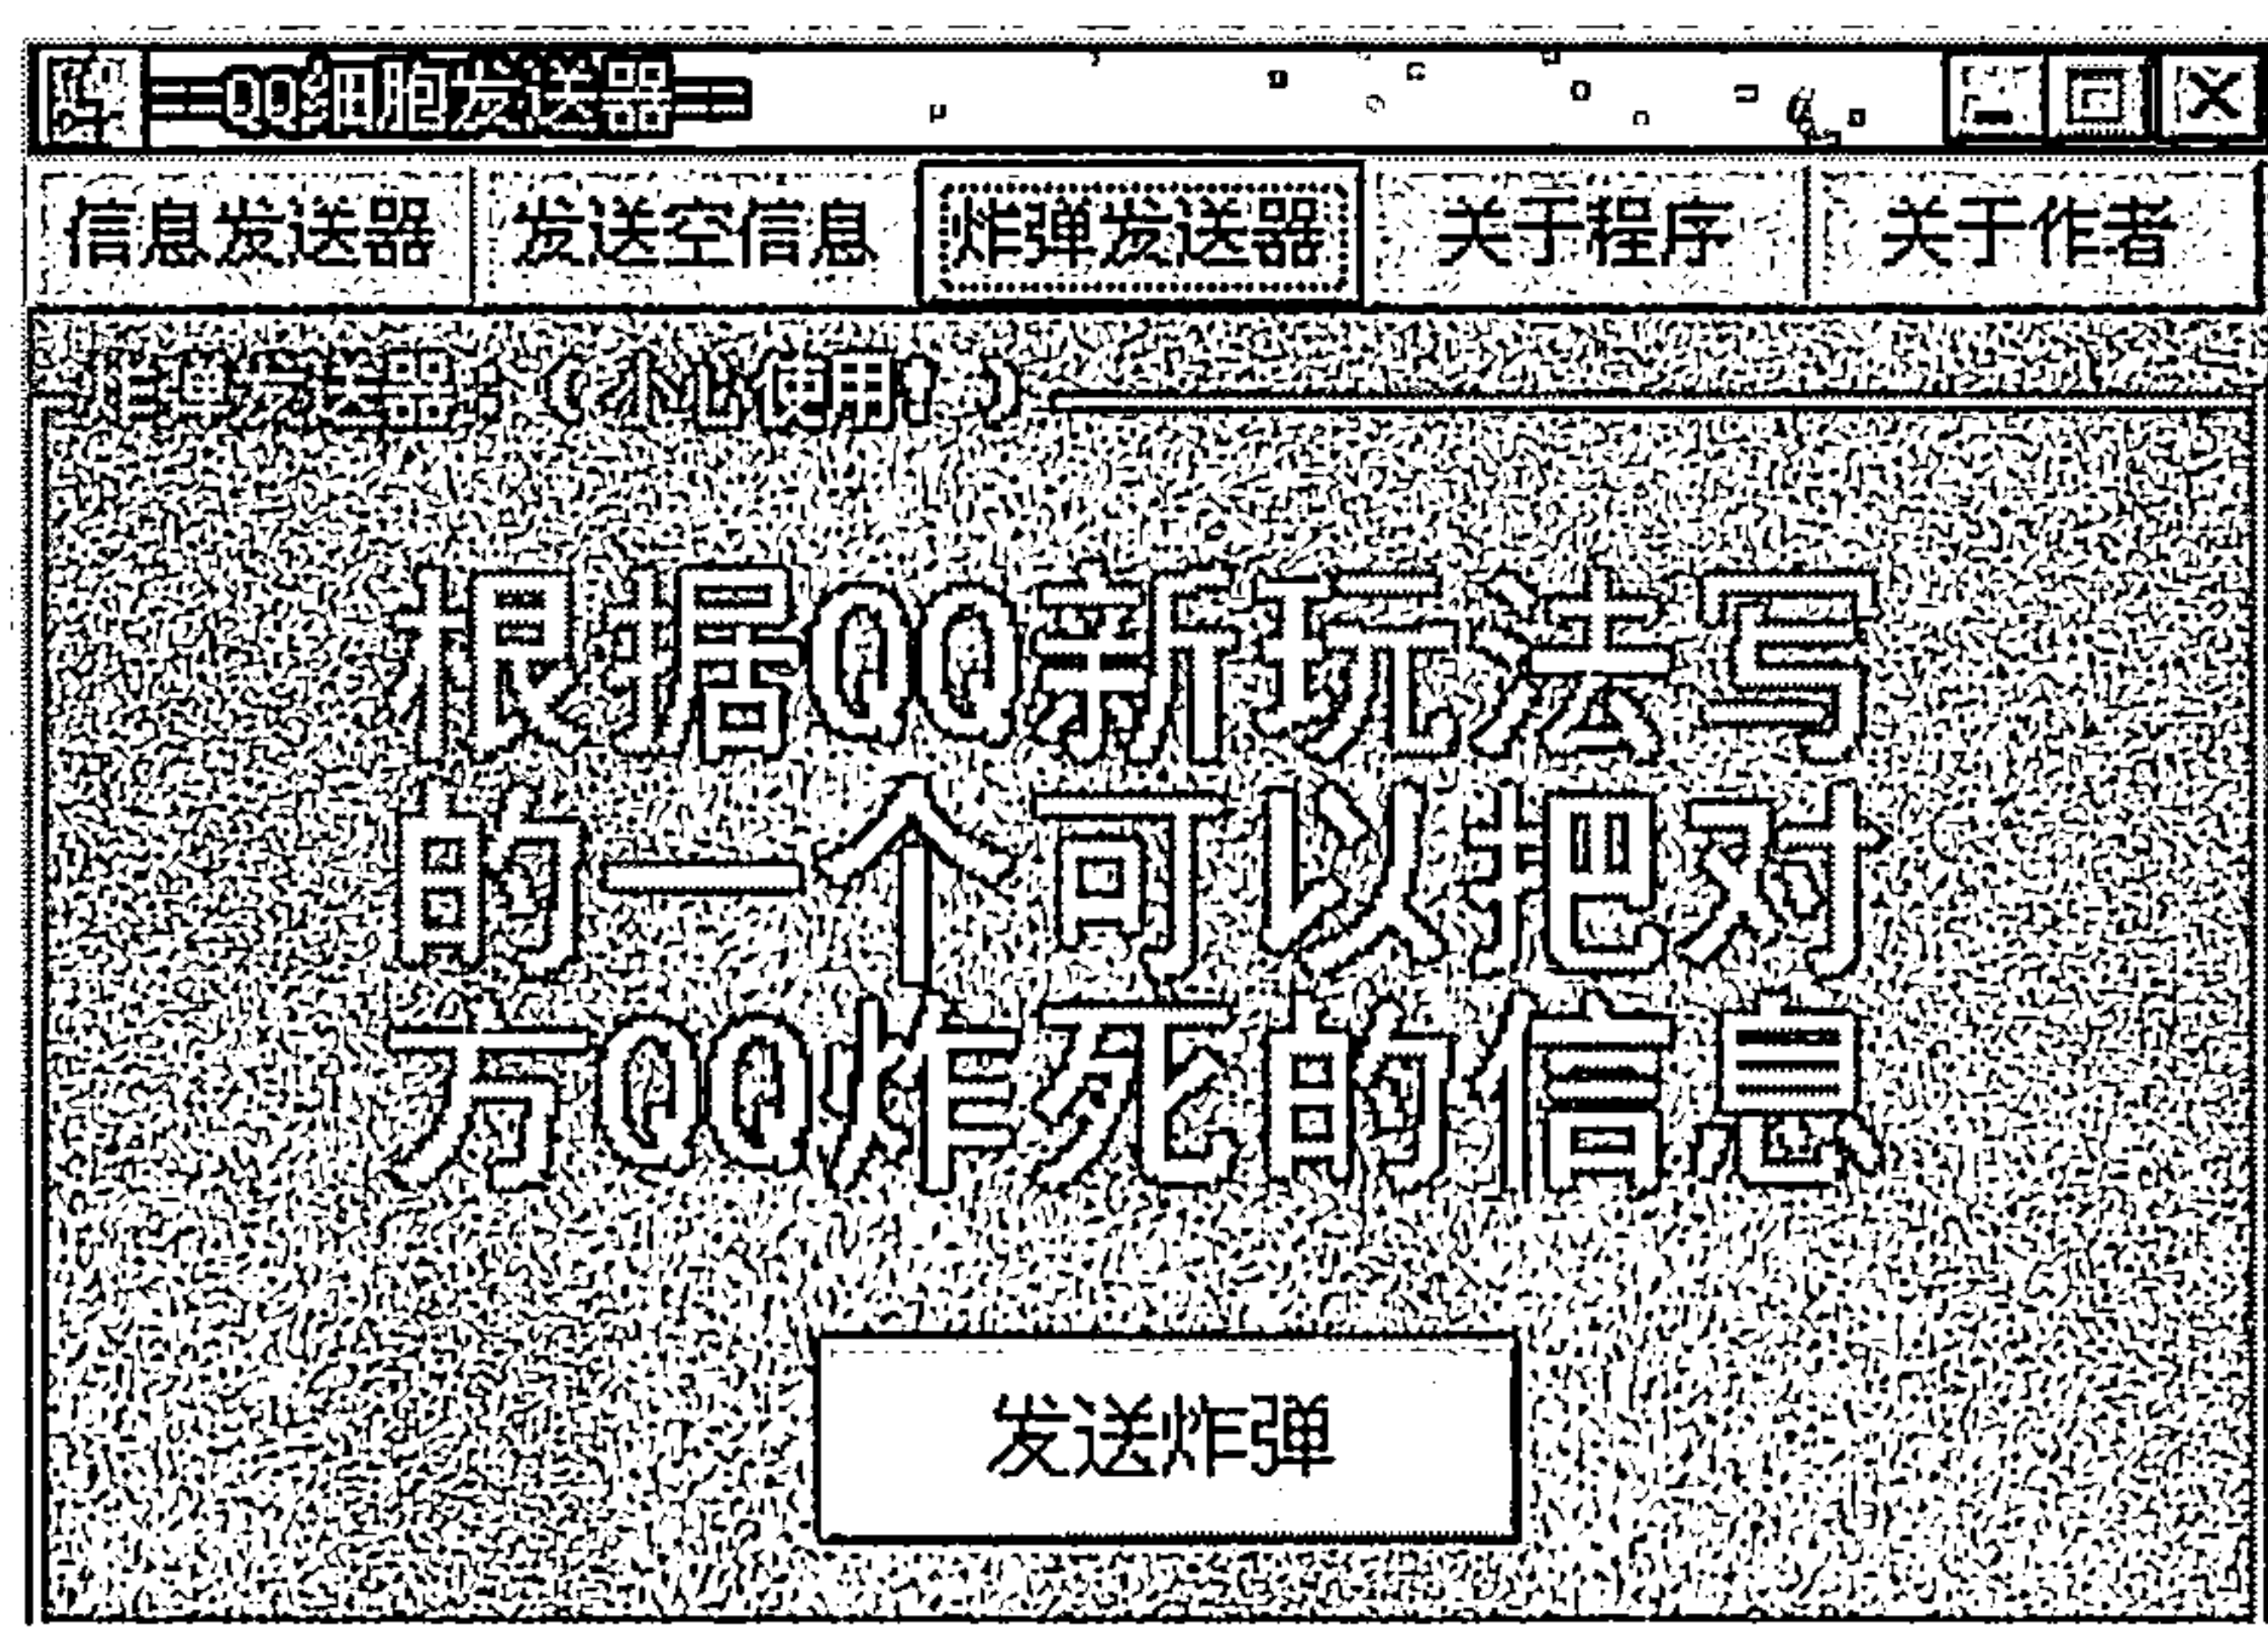 ==QQ细胞发送器==
信息发送器 发送空信息 炸弹发送器 关于程序 关于作者
炸弹发送器:(小心使用!)
根据QQ新玩法写
的一个可以把对
方QQ炸死的信息
发送炸弹